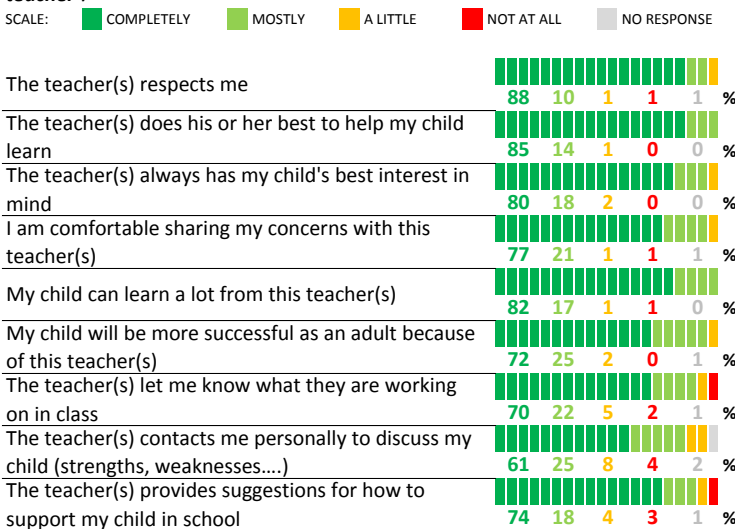 teacher?
SCALE: COMPLETELY MOSTLY A LITTLE NOT AT ALL NO RESPONSE
The teacher(s) respects me
88 10 1 1 1 %
The teacher(s) does his or her best to help my child
learn
85 14 1 0 0 %
The teacher(s) always has my child's best interest in
mind
80 18 2 0 0 %
I am comfortable sharing my concerns with this
teacher(s)
77 21 1 1 1 %
My child can learn a lot from this teacher(s)
82 17 1 1 0 %
My child will be more successful as an adult because
of this teacher(s)
72 25 2 0 1 %
The teacher(s) let me know what they are working
on in class
70 22 5 2 1 %
The teacher(s) contacts me personally to discuss my
child (strengths, weaknesses....)
61 25 8 4 2 %
The teacher(s) provides suggestions for how to
support my child in school
74 18 4 3 1 %